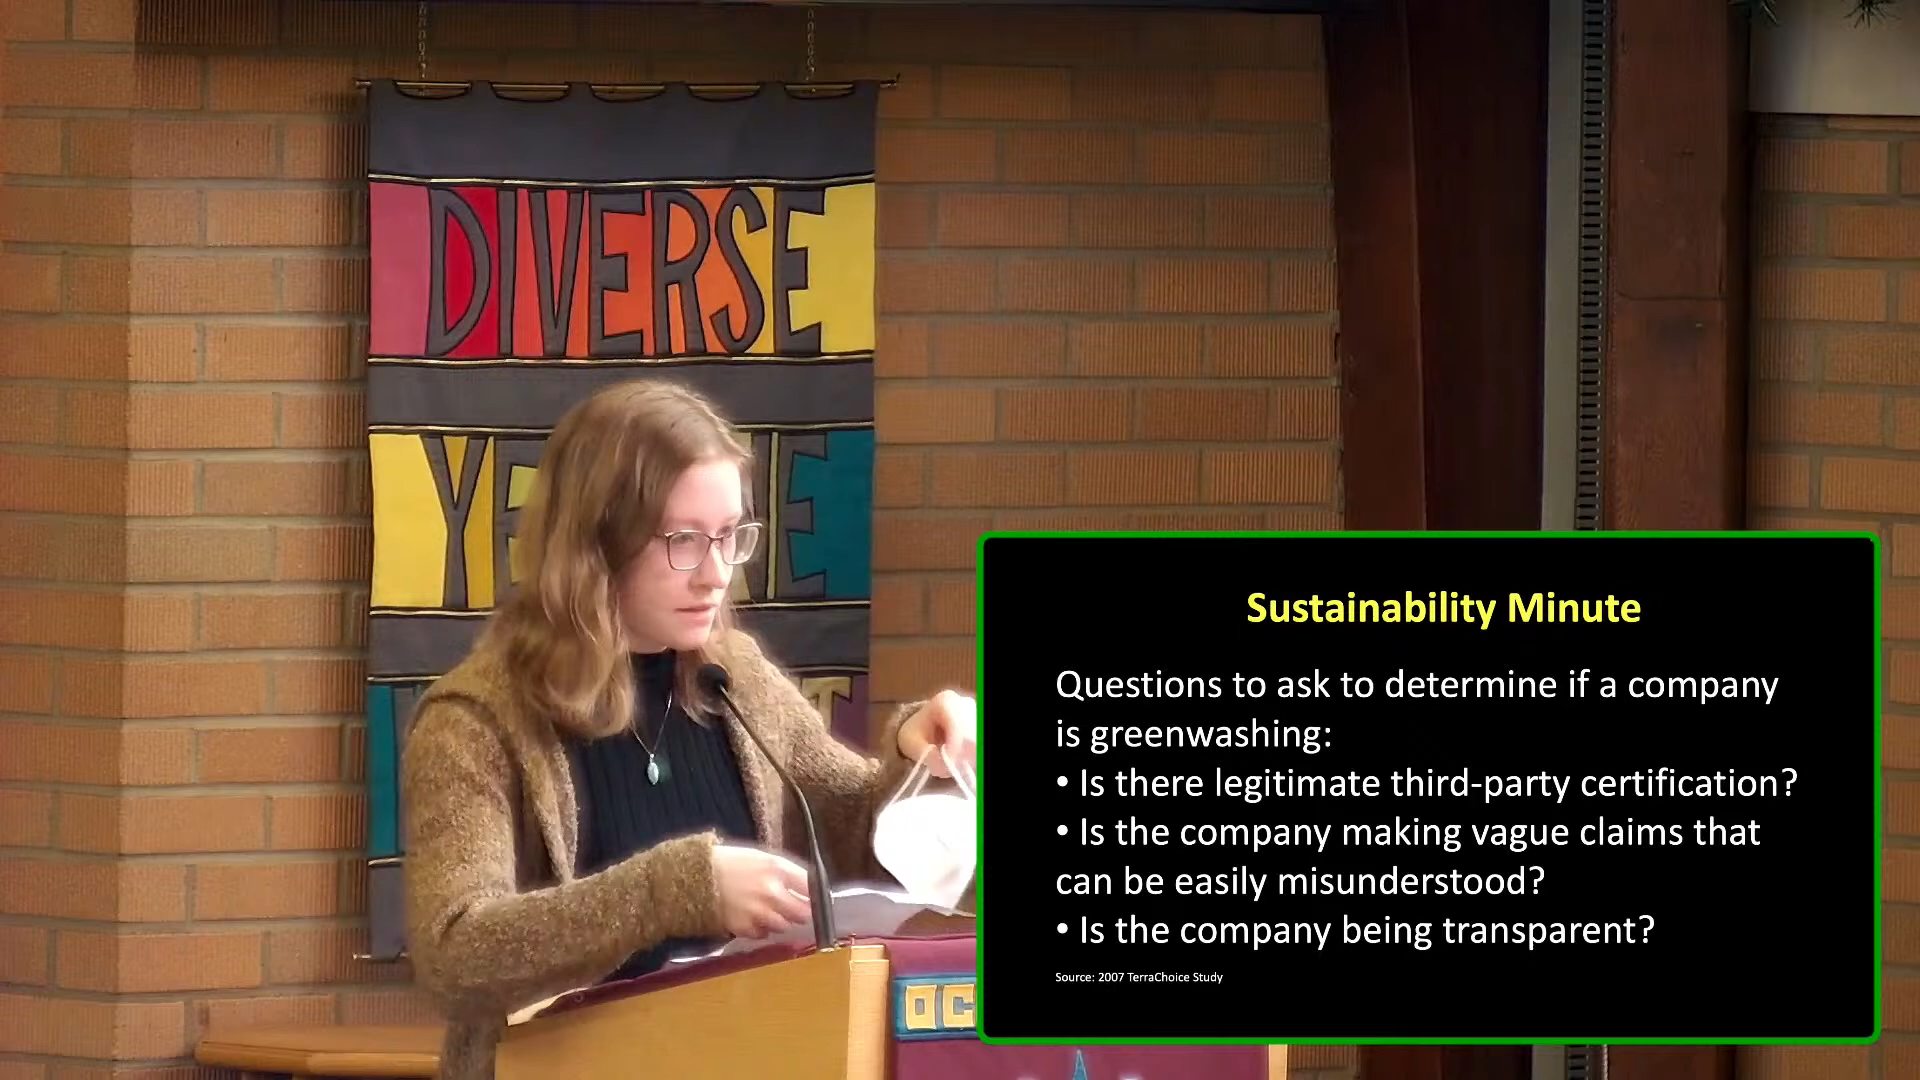 DIVERSE
Sustainability Minute
Questions to ask to determine if a company
is greenwashing:
• Is there legitimate third-party certification?
• Is the company making vague claims that
can be easily misunderstood?
• Is the company being transparent?
Source: 2007 TerraChoice Study